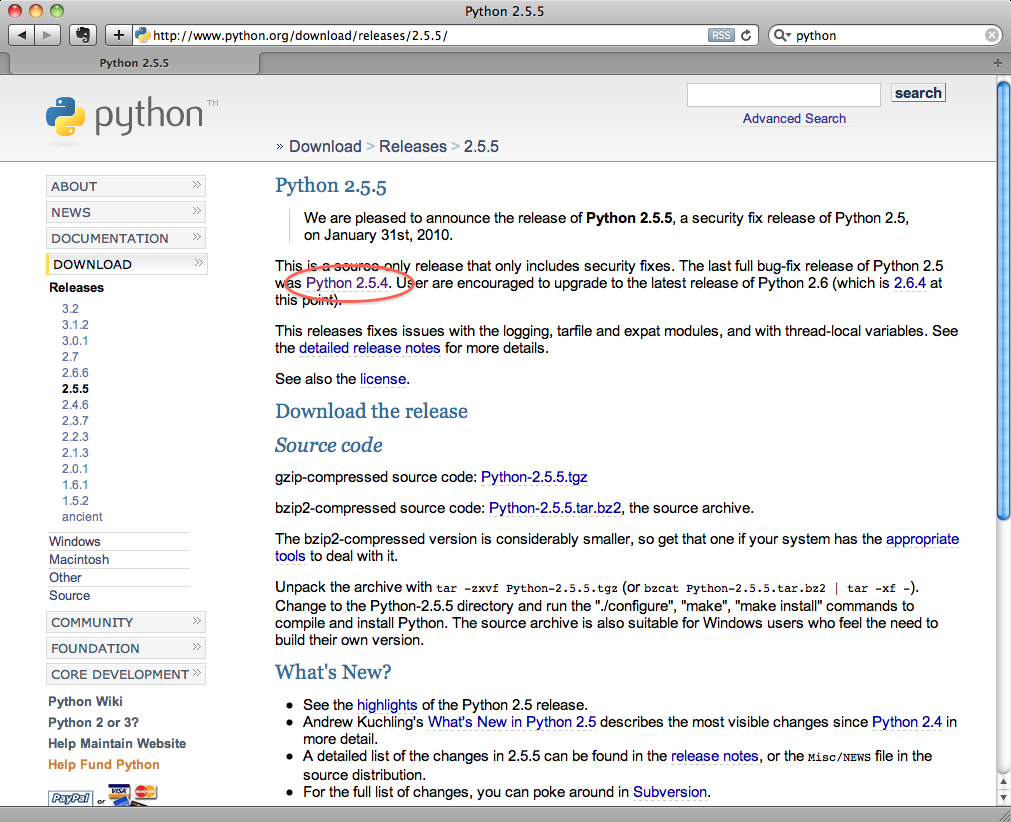 Python 2.5.5
http://www.python.org/download/releases/2.5.5/
RSS
python
Python 2.5.5
python™
search
Advanced Search
» Download > Releases > 2.5.5
ABOUT »
NEWS »
DOCUMENTATION »
DOWNLOAD »
Releases
3.2
3.1.2
3.0.1
2.7
2.6.6
2.5.5
2.4.6
2.3.7
2.2.3
2.1.3
2.0.1
1.6.1
1.5.2
ancient
Windows
Macintosh
Other
Source
COMMUNITY »
FOUNDATION »
CORE DEVELOPMENT »
Python Wiki
Python 2 or 3?
Help Maintain Website
Help Fund Python
PayPal or VISA MasterCard
Python 2.5.5
We are pleased to announce the release of Python 2.5.5, a security fix release of Python 2.5,
on January 31st, 2010.
This is a source only release that only includes security fixes. The last full bug-fix release of Python 2.5
was Python 2.5.4. User are encouraged to upgrade to the latest release of Python 2.6 (which is 2.6.4 at
this point).
This releases fixes issues with the logging, tarfile and expat modules, and with thread-local variables. See
the detailed release notes for more details.
See also the license.
Download the release
Source code
gzip-compressed source code: Python-2.5.5.tgz
bzip2-compressed source code: Python-2.5.5.tar.bz2, the source archive.
The bzip2-compressed version is considerably smaller, so get that one if your system has the appropriate
tools to deal with it.
Unpack the archive with tar -zxvf Python-2.5.5.tgz (or bzcat Python-2.5.5.tar.bz2 | tar -xf -).
Change to the Python-2.5.5 directory and run the "./configure", "make", "make install" commands to
compile and install Python. The source archive is also suitable for Windows users who feel the need to
build their own version.
What's New?
• See the highlights of the Python 2.5 release.
• Andrew Kuchling's What's New in Python 2.5 describes the most visible changes since Python 2.4 in
more detail.
• A detailed list of the changes in 2.5.5 can be found in the release notes, or the Misc/NEWS file in the
source distribution.
• For the full list of changes, you can poke around in Subversion.